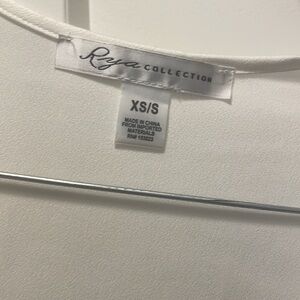 Rya COLLECTION
XS/S
MADE IN CHINA
FROM IMPORTED
MATERIALS